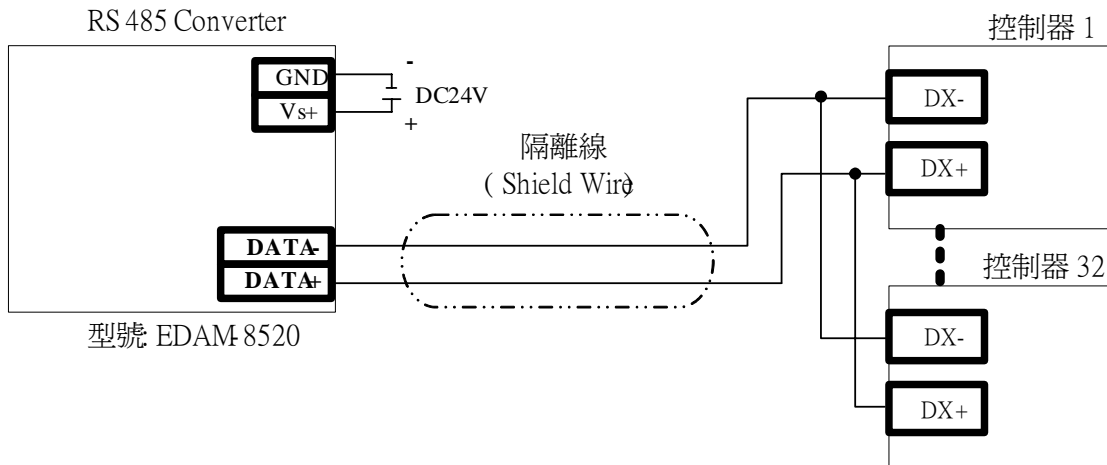 RS 485 Converter
GND
-
Vs+
DC24V
+
隔離線
( Shield Wire)
DATA-
DATA+
型號: EDAM-8520
控制器 1
DX-
DX+
控制器 32
DX-
DX+